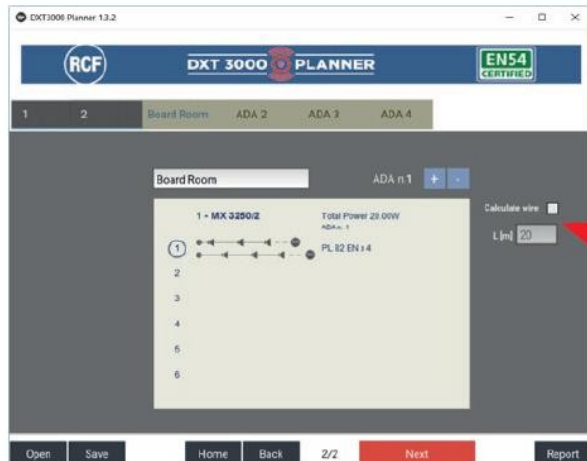 DXT3000 Planner 1.3.2
RCF
DXT 3000 PLANNER
EN54
CERTIFIED
1 2 Board Room ADA 2 ADA 3 ADA 4
Board Room ADA n.1 + -
Calculate wire
L [m] 20
1 - MX 3250/2 Total Power 20.00W
ADA n. 1
1 PL 82 EN x 4
2
3
4
5
6
Open Save Home Back 2/2 Next Report